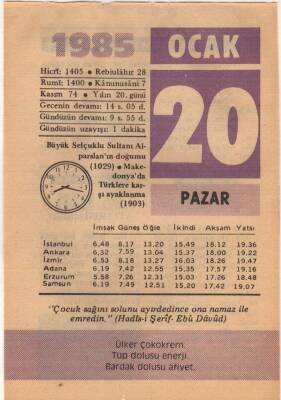 1985
OCAK
Hicrî: 1405 • Rebiulâhır 28
Rumî: 1400 • Kânunusâni 7
Kasım 74 • Yılın 20. günü
Gecenin devamı: 14 s. 05 d.
Gündüzün devamı: 9 s. 55 d.
Gündüzün uzayışı: 1 dakika
20
PAZAR
Büyük Selçuklu Sultanı Al-
parslan'ın doğumu
(1029) • Make-
donya'da
Türklere kar-
şı ayaklanma
(1903)
İmsak Güneş Öğle İkindi Akşam Yatsı
İstanbul 6,48 8,17 13,20 15,49 18,12 19,36
Ankara 6,32 7,59 13,04 15,37 18,00 19,22
İzmir 6,53 8,18 13,27 16,03 18,26 19,47
Adana 6,19 7,42 12,55 15,35 17,57 19,16
Erzurum 5,58 7,26 12,31 15,03 17,26 18,48
Samsun 6,19 7,49 12,51 15,20 17,42 19,07
"Çocuk sağını solunu ayırdedince ona namaz ile
emredin." (Hadîs-i Şerîf- Ebû Dâvûd)
Ülker Çokokrem.
Tüp dolusu enerji.
Bardak dolusu afiyet.